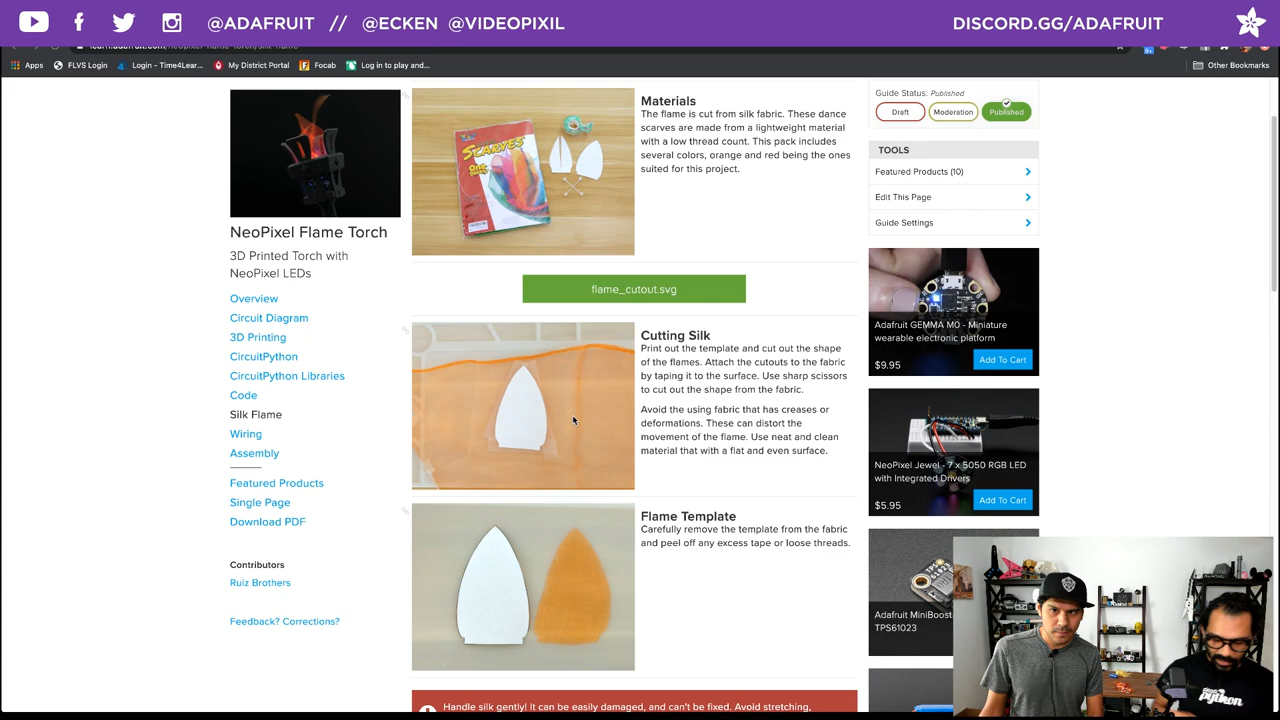 @ADAFRUIT // @ECKEN @VIDEOPIXIL
DISCORD.GG/ADAFRUIT
learn.adafruit.com/neopixel-flame-torch/silk-flame
Apps
FLVS Login
Login - Time4Lear...
My District Portal
Focab
Log in to play and...
Other Bookmarks
NeoPixel Flame Torch
3D Printed Torch with
NeoPixel LEDs
Overview
Circuit Diagram
3D Printing
CircuitPython
CircuitPython Libraries
Code
Silk Flame
Wiring
Assembly
Featured Products
Single Page
Download PDF
Contributors
Ruiz Brothers
Feedback? Corrections?
SCARVES
Materials
The flame is cut from silk fabric. These dance
scarves are made from a lightweight material
with a low thread count. This pack includes
several colors, orange and red being the ones
suited for this project.
flame_cutout.svg
Cutting Silk
Print out the template and cut out the shape
of the flames. Attach the cutouts to the fabric
by taping it to the surface. Use sharp scissors
to cut out the shape from the fabric.
Avoid the using fabric that has creases or
deformations. These can distort the
movement of the flame. Use neat and clean
material that with a flat and even surface.
Flame Template
Carefully remove the template from the fabric
and peel off any excess tape or loose threads.
Handle silk gently! It can be easily damaged, and can't be fixed. Avoid stretching,
Guide Status: Published
Draft
Moderation
Published
TOOLS
Featured Products (10)
Edit This Page
Guide Settings
Adafruit GEMMA M0 - Miniature
wearable electronic platform
$9.95
Add To Cart
NeoPixel Jewel - 7 x 5050 RGB LED
with Integrated Drivers
$5.95
Add To Cart
Adafruit MiniBoost
TPS61023
python